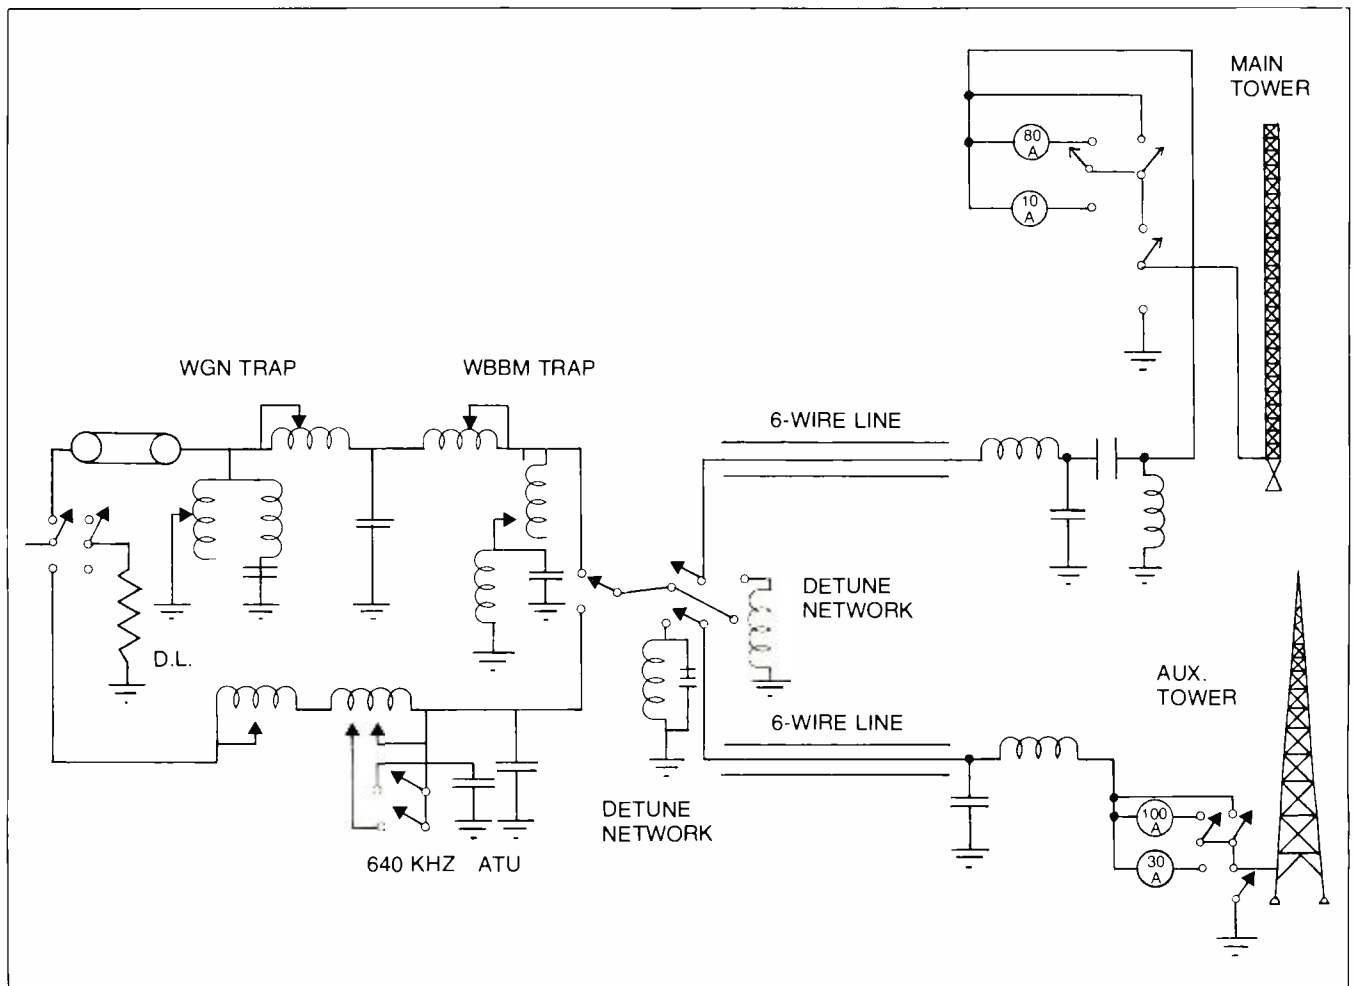 MAIN
TOWER
80
A
10
A
WGN TRAP
WBBM TRAP
6-WIRE LINE
DETUNE
NETWORK
D.L.
AUX.
TOWER
6-WIRE LINE
DETUNE
NETWORK
100
A
30
A
640 KHZ ATU